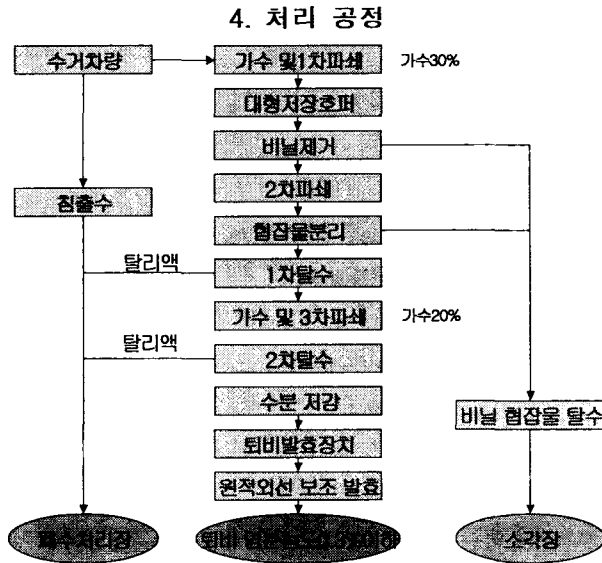 4. 처리 공정
수거차량
가수 및1차파쇄
가수30%
대형저장호퍼
비닐제거
2차파쇄
침출수
협잡물분리
탈리액
1차탈수
가수 및 3차파쇄
가수20%
탈리액
2차탈수
수분 저감
비닐 협잡물 탈수
퇴비발효장치
원적외선 보조 발효
폐수처리장
퇴비
소각장